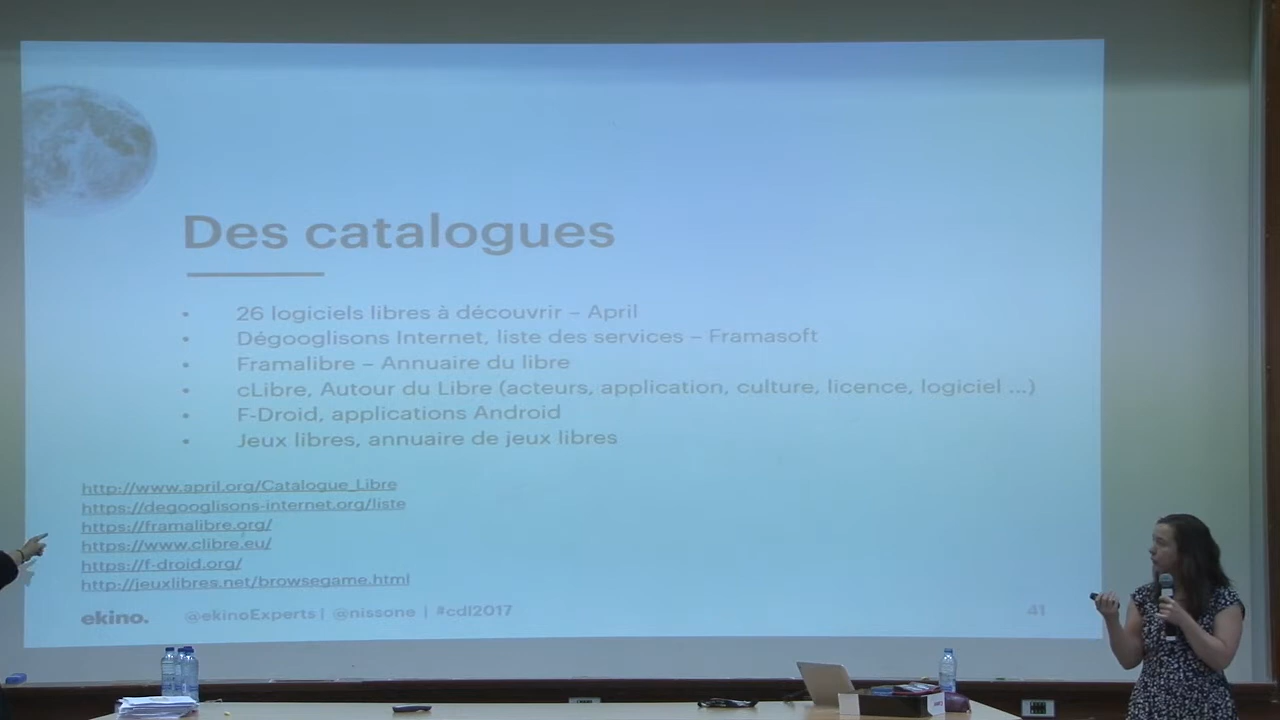 Des catalogues
• 26 logiciels libres à découvrir – April
• Dégooglisons Internet, liste des services – Framasoft
• Framalibre – Annuaire du libre
• cLibre, Autour du Libre (acteurs, application, culture, licence, logiciel ...)
• F-Droid, applications Android
• Jeux libres, annuaire de jeux libres
http://www.april.org/Catalogue_Libre
https://degooglisons-internet.org/liste
https://framalibre.org/
https://www.clibre.eu/
https://f-droid.org/
http://jeuxlibres.net/browsegame.html
ekino. @ekinoExperts | @nissone | #cdl2017 41